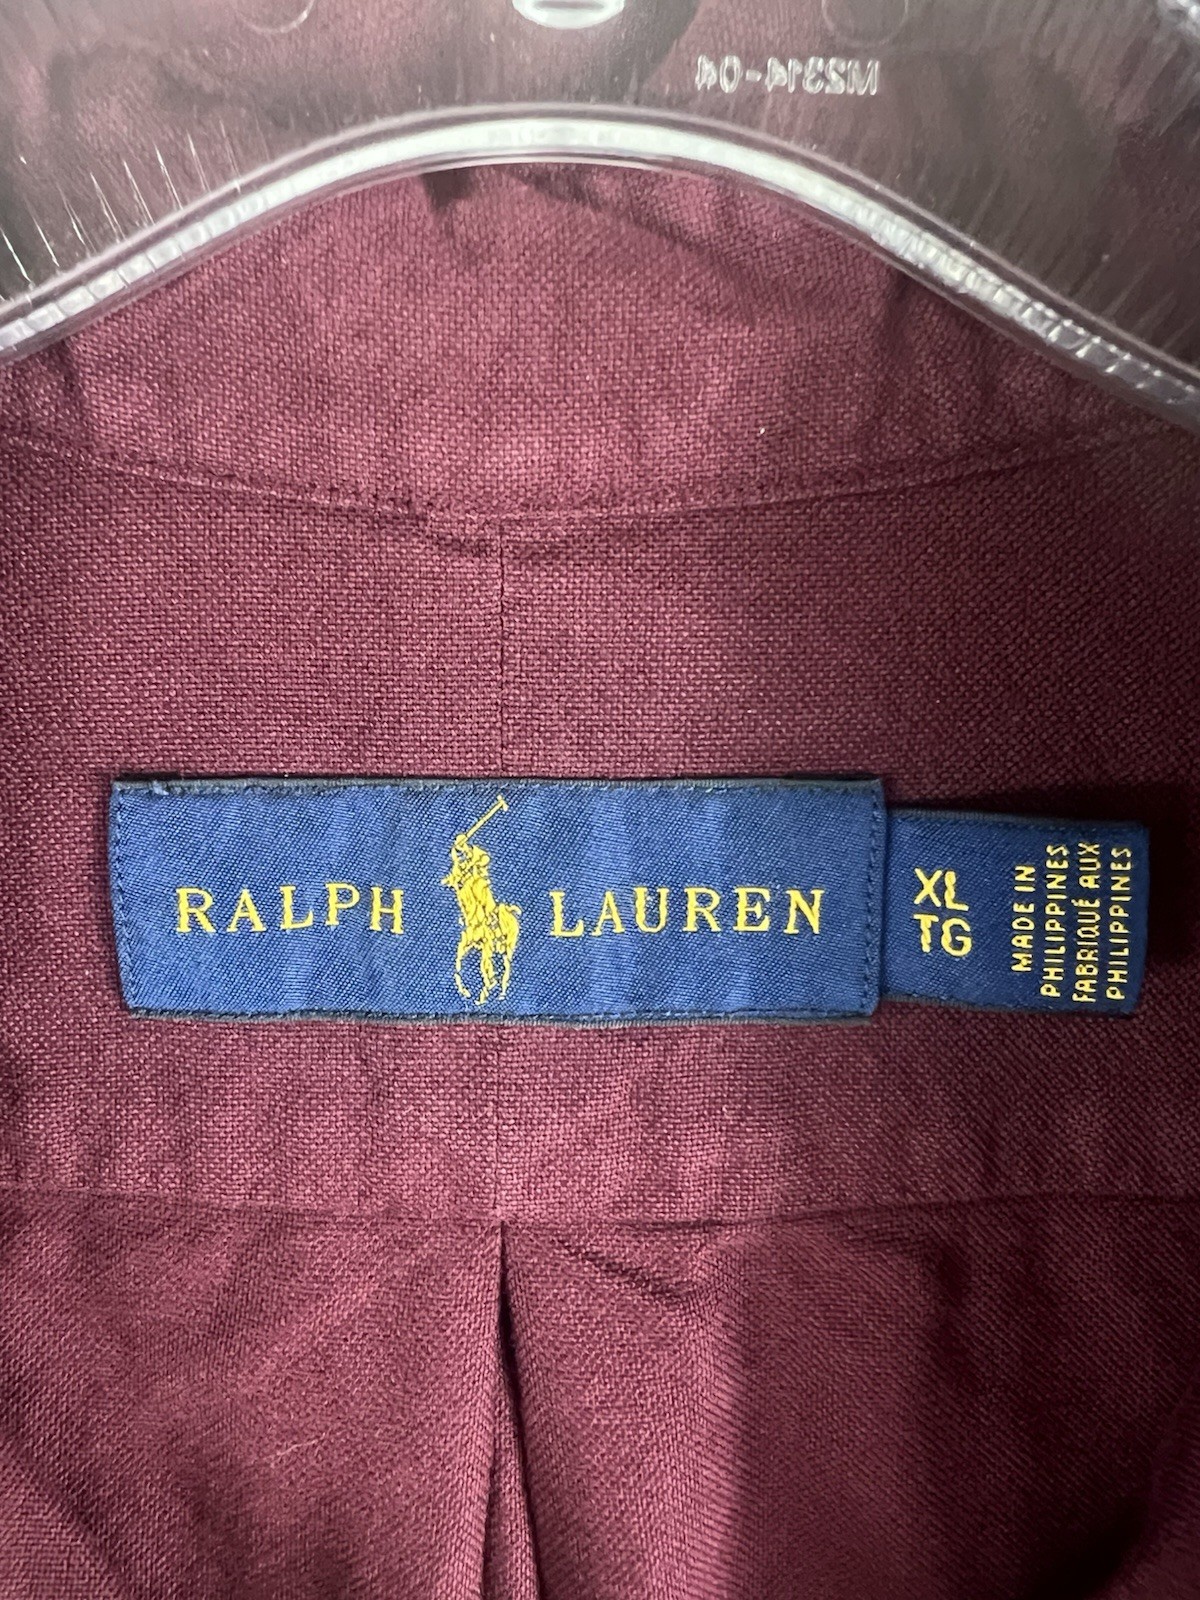 M2314-04
RALPH LAUREN
XL
TG
MADE IN
PHILIPPINES
FABRIQUÉ AUX
PHILIPPINES